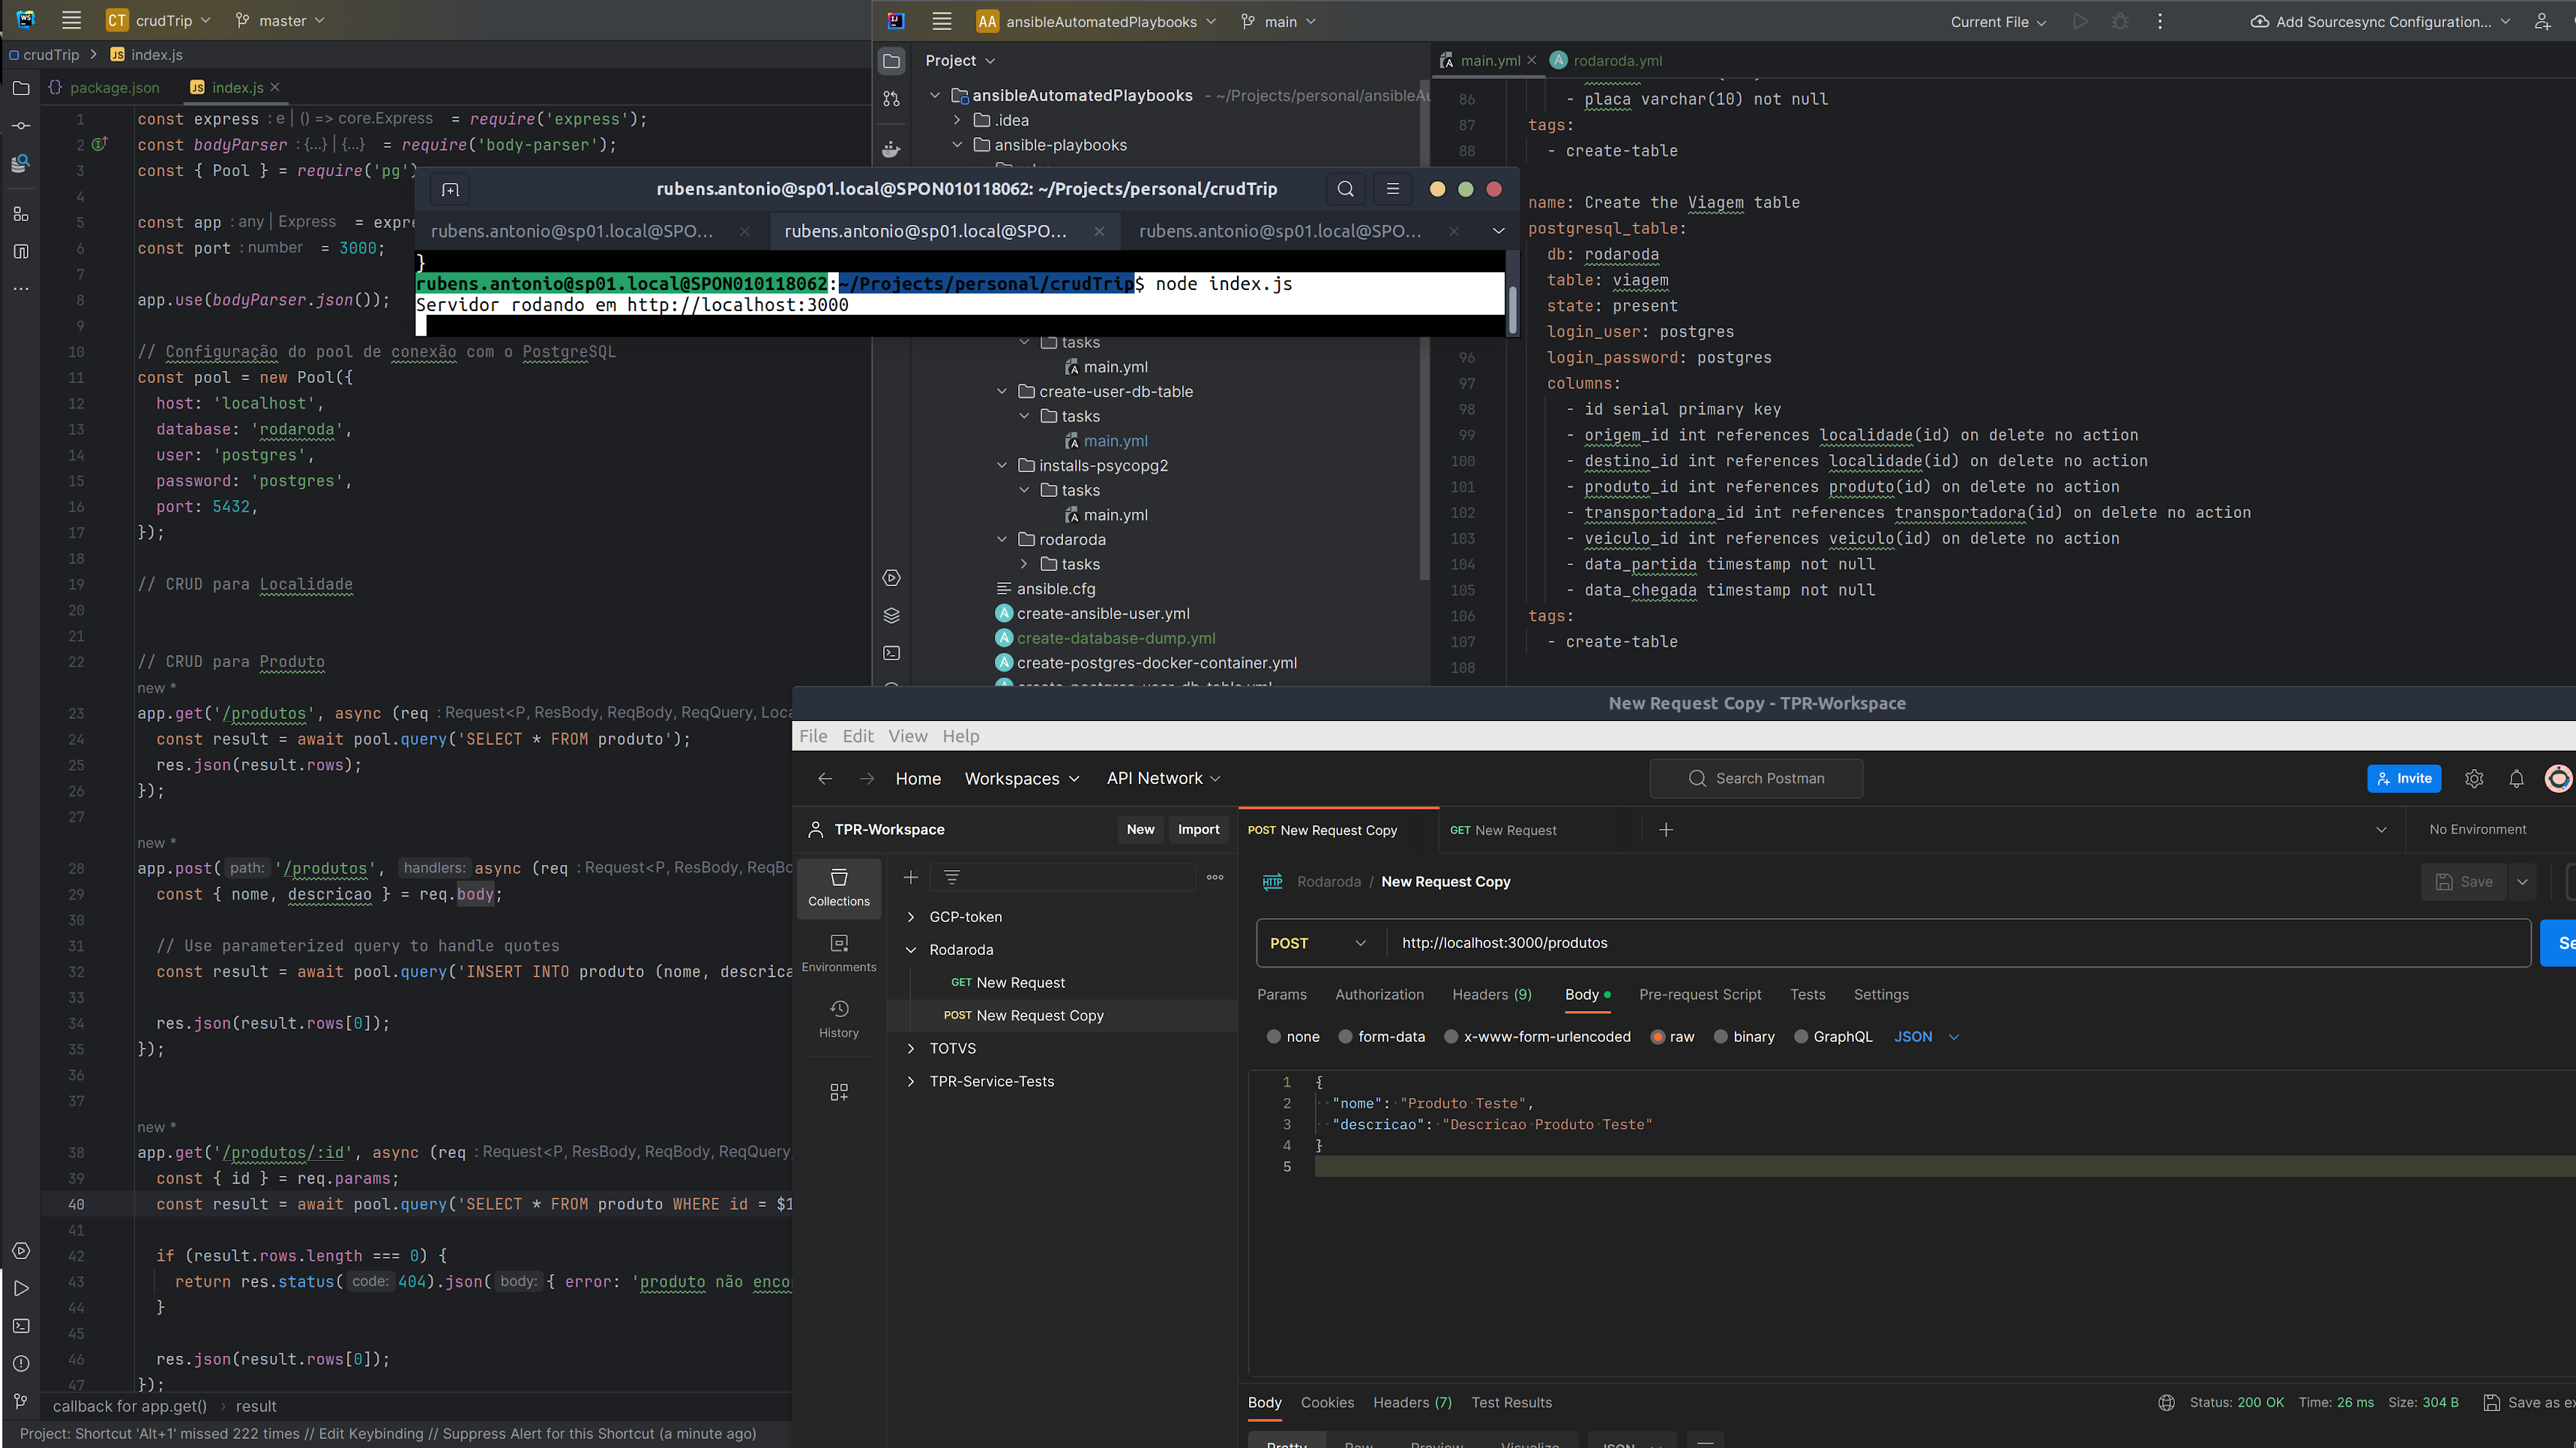 CT crudTrip master
crudTrip > JS index.js
package.json JS index.js
1 const express : e | () => core.Express = require('express');
2 const bodyParser : {...} | {...} = require('body-parser');
3 const { Pool } = require('pg')
4
5 const app : any | Express = expre
6 const port : number = 3000;
7
8 app.use(bodyParser.json());
9
10 // Configuração do pool de conexão com o PostgreSQL
11 const pool = new Pool({
12 host: 'localhost',
13 database: 'rodaroda',
14 user: 'postgres',
15 password: 'postgres',
16 port: 5432,
17 });
18
19 // CRUD para Localidade
20
21
22 // CRUD para Produto
new *
23 app.get('/produtos', async (req : Request<P, ResBody, ReqBody, ReqQuery, Loca
24 const result = await pool.query('SELECT * FROM produto');
25 res.json(result.rows);
26 });
27
new *
28 app.post( path: '/produtos', handlers: async (req : Request<P, ResBody, ReqBo
29 const { nome, descricao } = req.body;
30
31 // Use parameterized query to handle quotes
32 const result = await pool.query('INSERT INTO produto (nome, descrica
33
34 res.json(result.rows[0]);
35 });
36
37
new *
38 app.get('/produtos/:id', async (req : Request<P, ResBody, ReqBody, ReqQuery,
39 const { id } = req.params;
40 const result = await pool.query('SELECT * FROM produto WHERE id = $1
41
42 if (result.rows.length === 0) {
43 return res.status( code: 404).json( body: { error: 'produto não enco
44 }
45
46 res.json(result.rows[0]);
47 });
callback for app.get() > result
Project: Shortcut 'Alt+1' missed 222 times // Edit Keybinding // Suppress Alert for this Shortcut (a minute ago)
rubens.antonio@sp01.local@SPON010118062: ~/Projects/personal/crudTrip
rubens.antonio@sp01.local@SPO... rubens.antonio@sp01.local@SPO... rubens.antonio@sp01.local@SPO...
}
rubens.antonio@sp01.local@SPON010118062:~/Projects/personal/crudTrip$ node index.js
Servidor rodando em http://localhost:3000
AA ansibleAutomatedPlaybooks main Current File Add Sourcesync Configuration...
Project
ansibleAutomatedPlaybooks - ~/Projects/personal/ansibleAu
.idea
ansible-playbooks
tasks
main.yml
create-user-db-table
tasks
main.yml
installs-psycopg2
tasks
main.yml
rodaroda
tasks
ansible.cfg
create-ansible-user.yml
create-database-dump.yml
create-postgres-docker-container.yml
main.yml rodaroda.yml
86 - placa varchar(10) not null
87 tags:
88 - create-table
name: Create the Viagem table
postgresql_table:
db: rodaroda
table: viagem
state: present
login_user: postgres
96 login_password: postgres
97 columns:
98 - id serial primary key
99 - origem_id int references localidade(id) on delete no action
100 - destino_id int references localidade(id) on delete no action
101 - produto_id int references produto(id) on delete no action
102 - transportadora_id int references transportadora(id) on delete no action
103 - veiculo_id int references veiculo(id) on delete no action
104 - data_partida timestamp not null
105 - data_chegada timestamp not null
106 tags:
107 - create-table
108
New Request Copy - TPR-Workspace
File Edit View Help
Home Workspaces API Network Search Postman Invite
TPR-Workspace New Import POST New Request Copy GET New Request No Environment
Collections
Environments
History
GCP-token
Rodaroda
GET New Request
POST New Request Copy
TOTVS
TPR-Service-Tests
HTTP Rodaroda / New Request Copy Save
POST http://localhost:3000/produtos Se
Params Authorization Headers (9) Body Pre-request Script Tests Settings
none form-data x-www-form-urlencoded raw binary GraphQL JSON
1 {
2 "nome": "Produto Teste",
3 "descricao": "Descricao Produto Teste"
4 }
5
Body Cookies Headers (7) Test Results Status: 200 OK Time: 26 ms Size: 304 B Save as ex
Pretty Raw Preview Visualize JSON